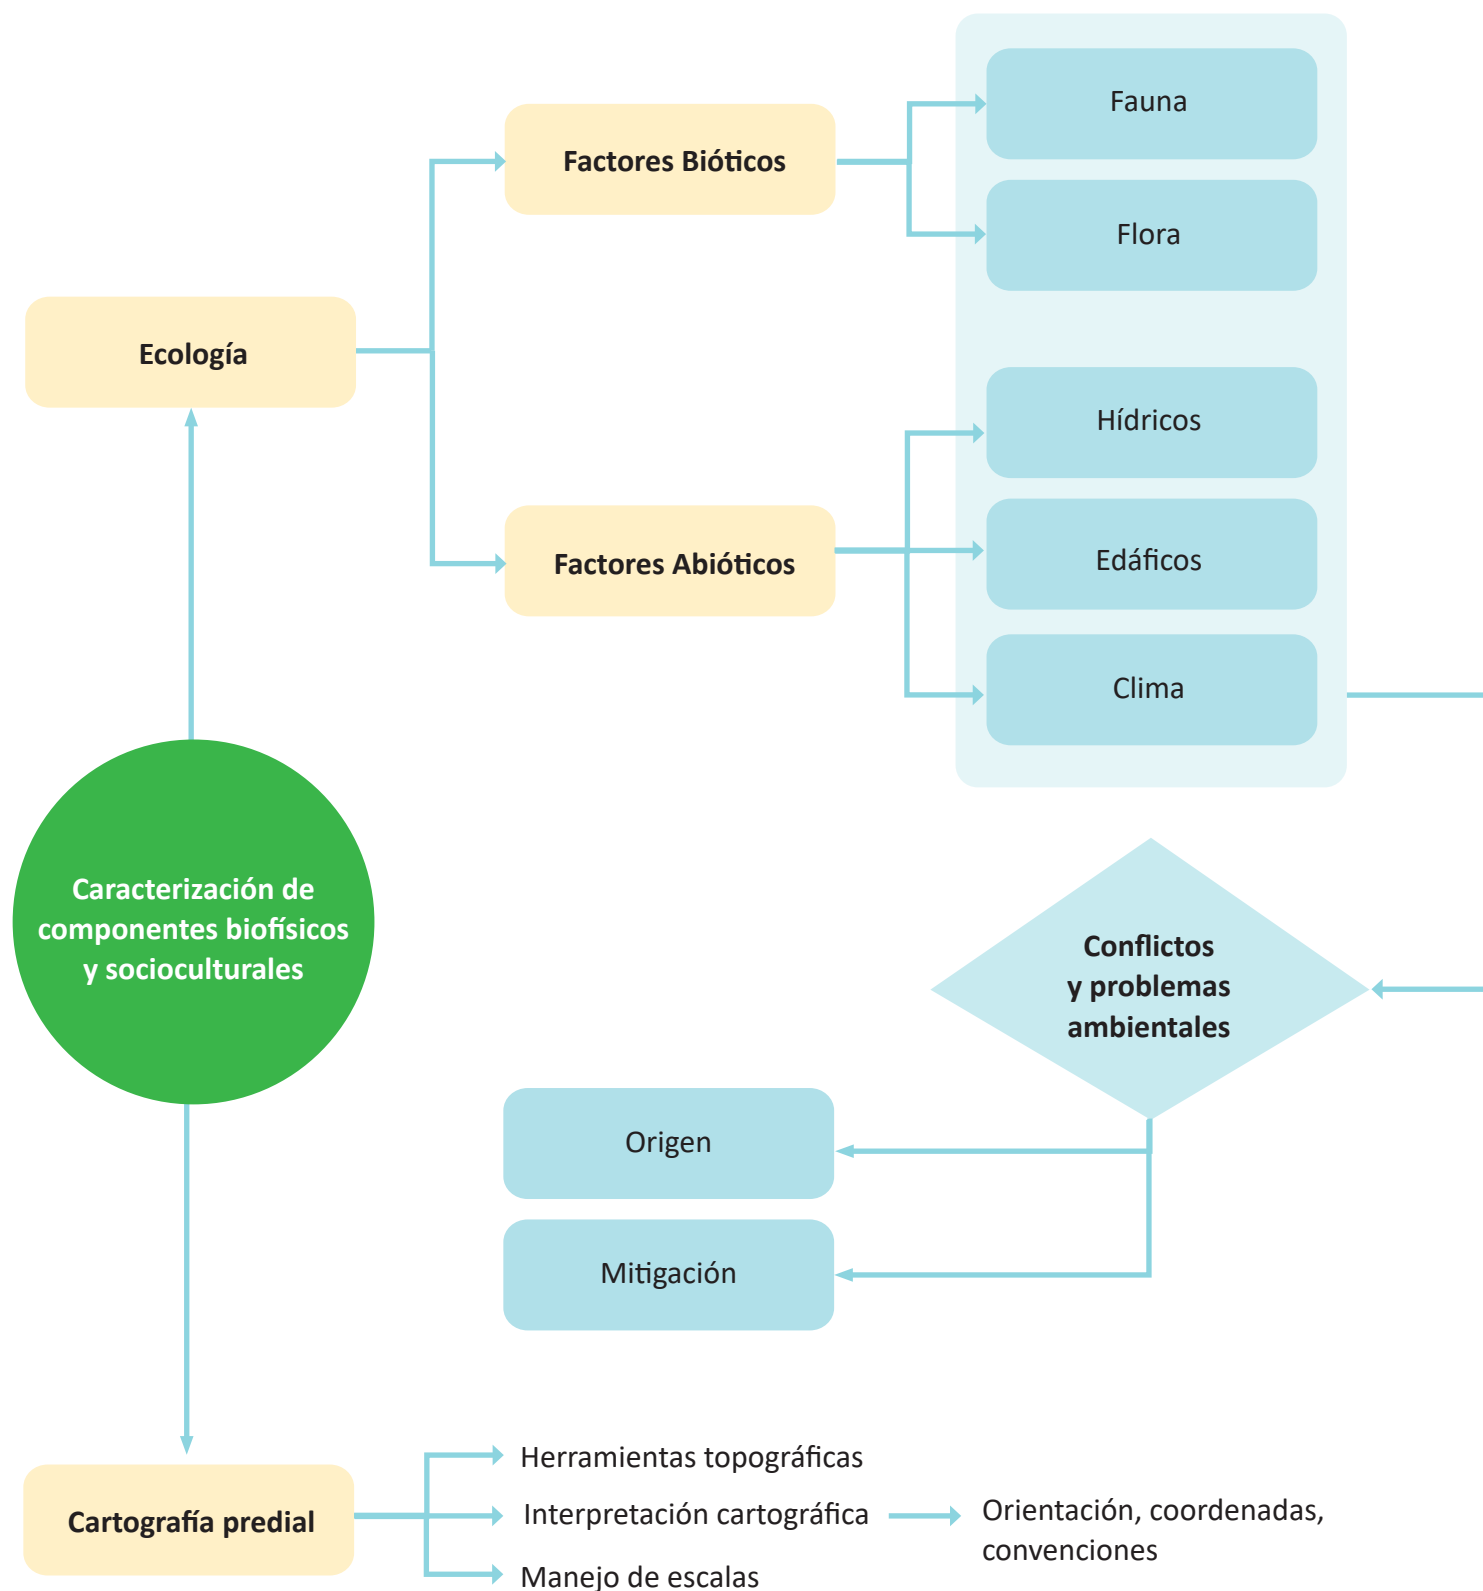 Fauna
Factores Bióticos
Flora
Ecología
Hídricos
Factores Abióticos
Edáficos
Clima
Caracterización de
componentes biofísicos
y socioculturales
Conflictos
y problemas
ambientales
Origen
Mitigación
Cartografía predial
Herramientas topográficas
Interpretación cartográfica
Orientación, coordenadas,
convenciones
Manejo de escalas